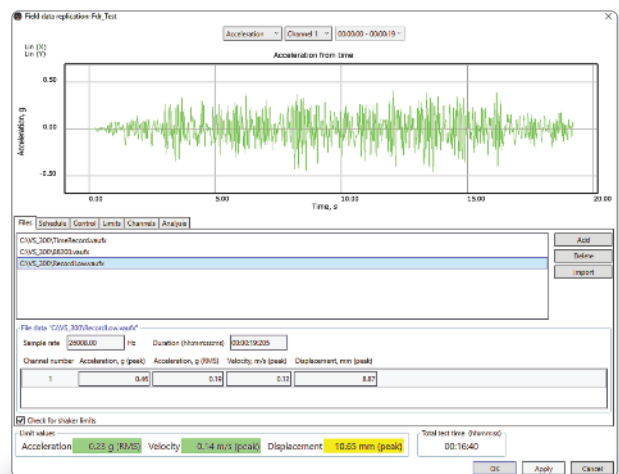 Field data replication: Fdr_Test
Acceleration Channel 1 00:00:00 - 00:00:19
Lin (X)
Lin (Y)
Acceleration from time
Acceleration, g
0.50
0.00
-0.50
0.00 5.00 10.00 15.00 20.00
Time, s
Files Schedule Control Limits Channels Analysis
C:\VS_300\TimeRecord.vaufx
C:\VS_300\88203.vaufx
C:\VS_300\RecordLow.vaufx
Add
Delete
Import
File data "C:\VS_300\RecordLow.vaufx"
Sample rate 26008.00 Hz Duration (hh:mm:ss:ms) 00:00:19:205
Channel number Acceleration, g (peak) Acceleration, g (RMS) Velocity, m/s (peak) Displacement, mm (peak)
1 0.46 0.19 0.12 8.87
Check for shaker limits
Limit values Total test time (hh:mm:ss)
Acceleration 0.23 g (RMS) Velocity 0.14 m/s (peak) Displacement 10.65 mm (peak) 00:16:40
OK Apply Cancel